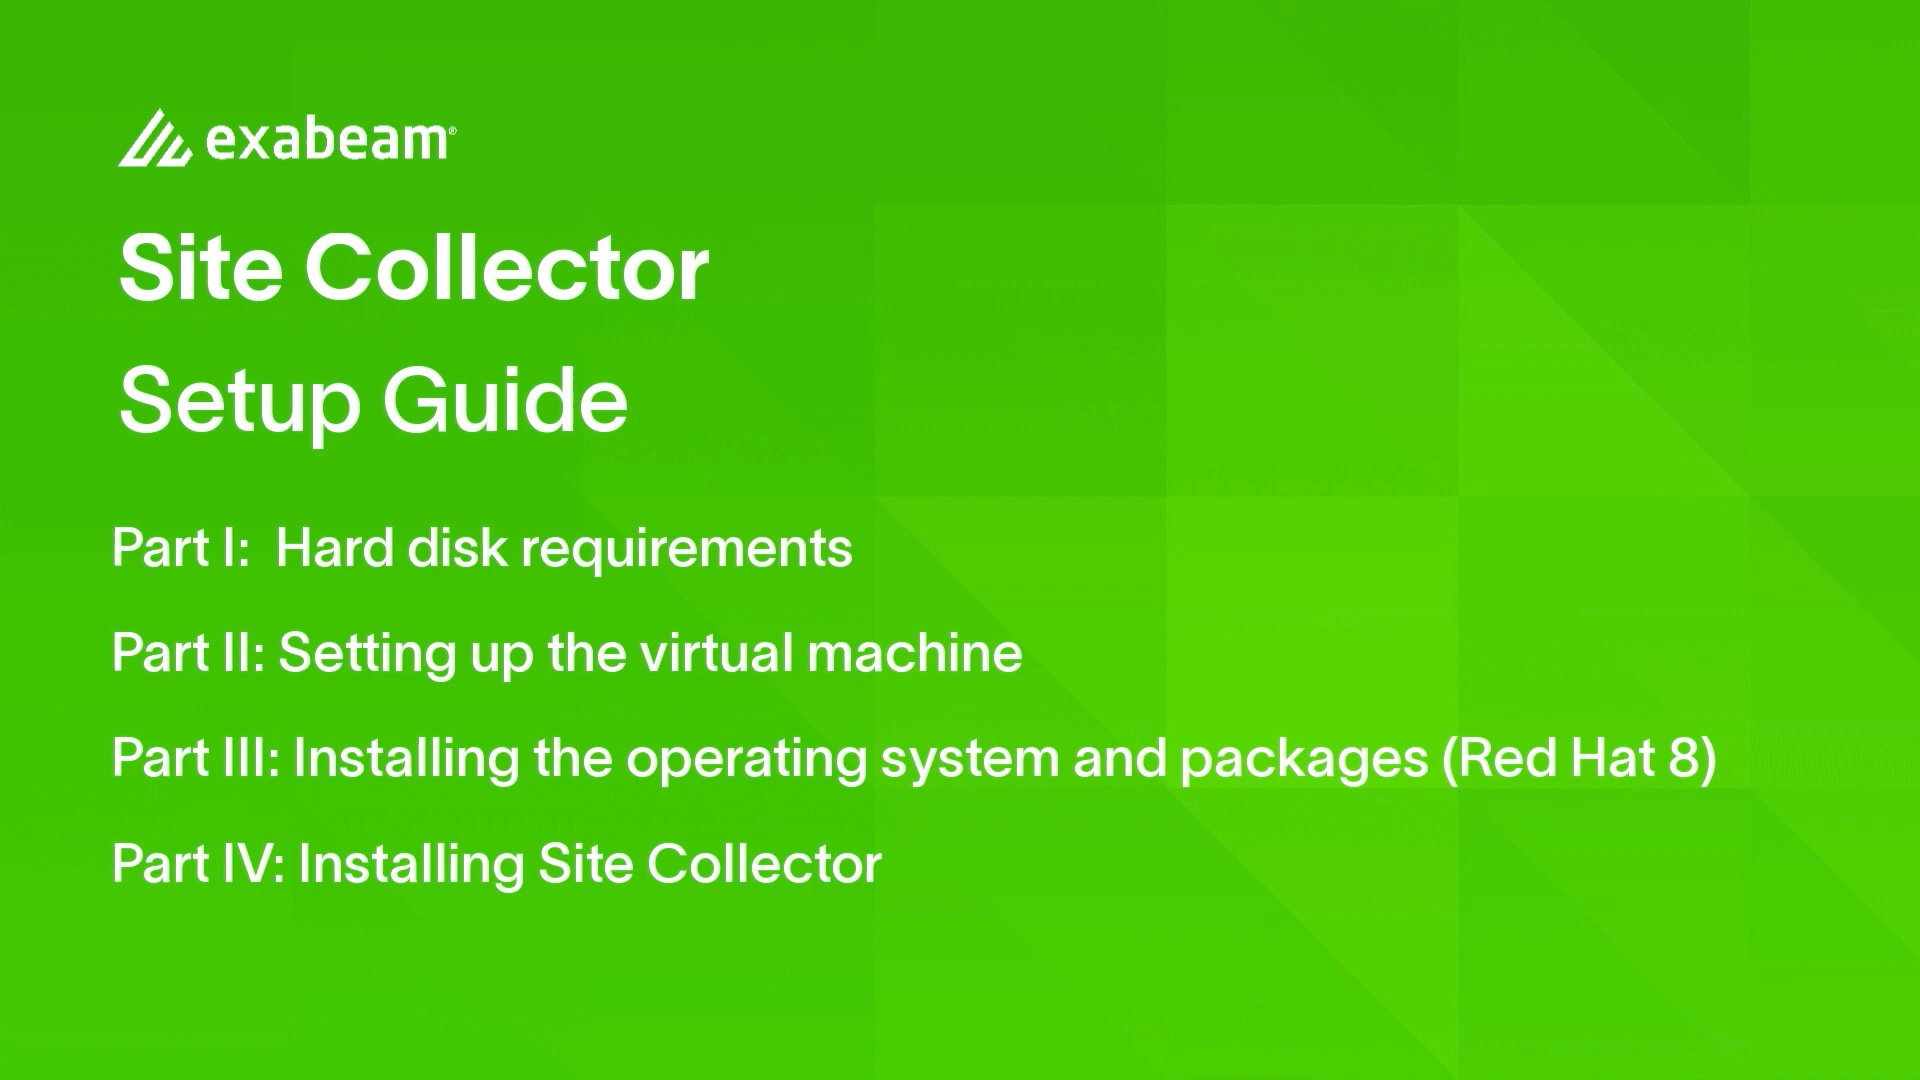 exabeam®
Site Collector
Setup Guide
Part I: Hard disk requirements
Part II: Setting up the virtual machine
Part III: Installing the operating system and packages (Red Hat 8)
Part IV: Installing Site Collector